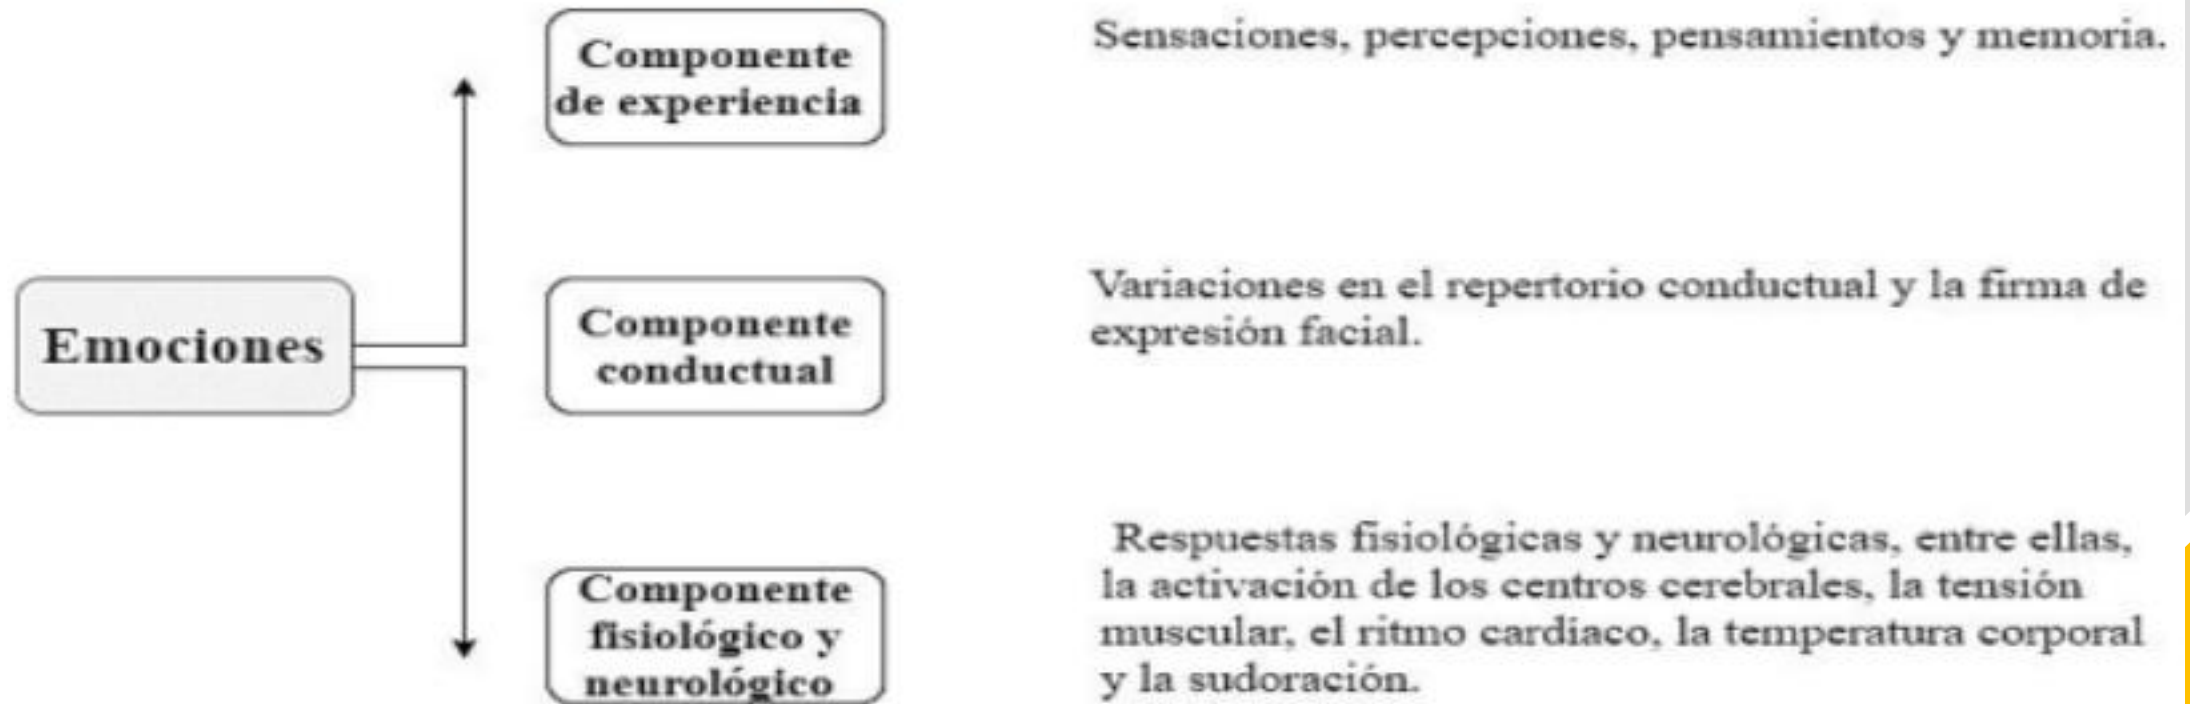 Componente
de experiencia
Sensaciones, percepciones, pensamientos y memoria.
Emociones
Componente
conductual
Variaciones en el repertorio conductual y la firma de
expresión facial.
Componente
fisiológico y
neurológico
Respuestas fisiológicas y neurológicas, entre ellas,
la activación de los centros cerebrales, la tensión
muscular, el ritmo cardiaco, la temperatura corporal
y la sudoración.